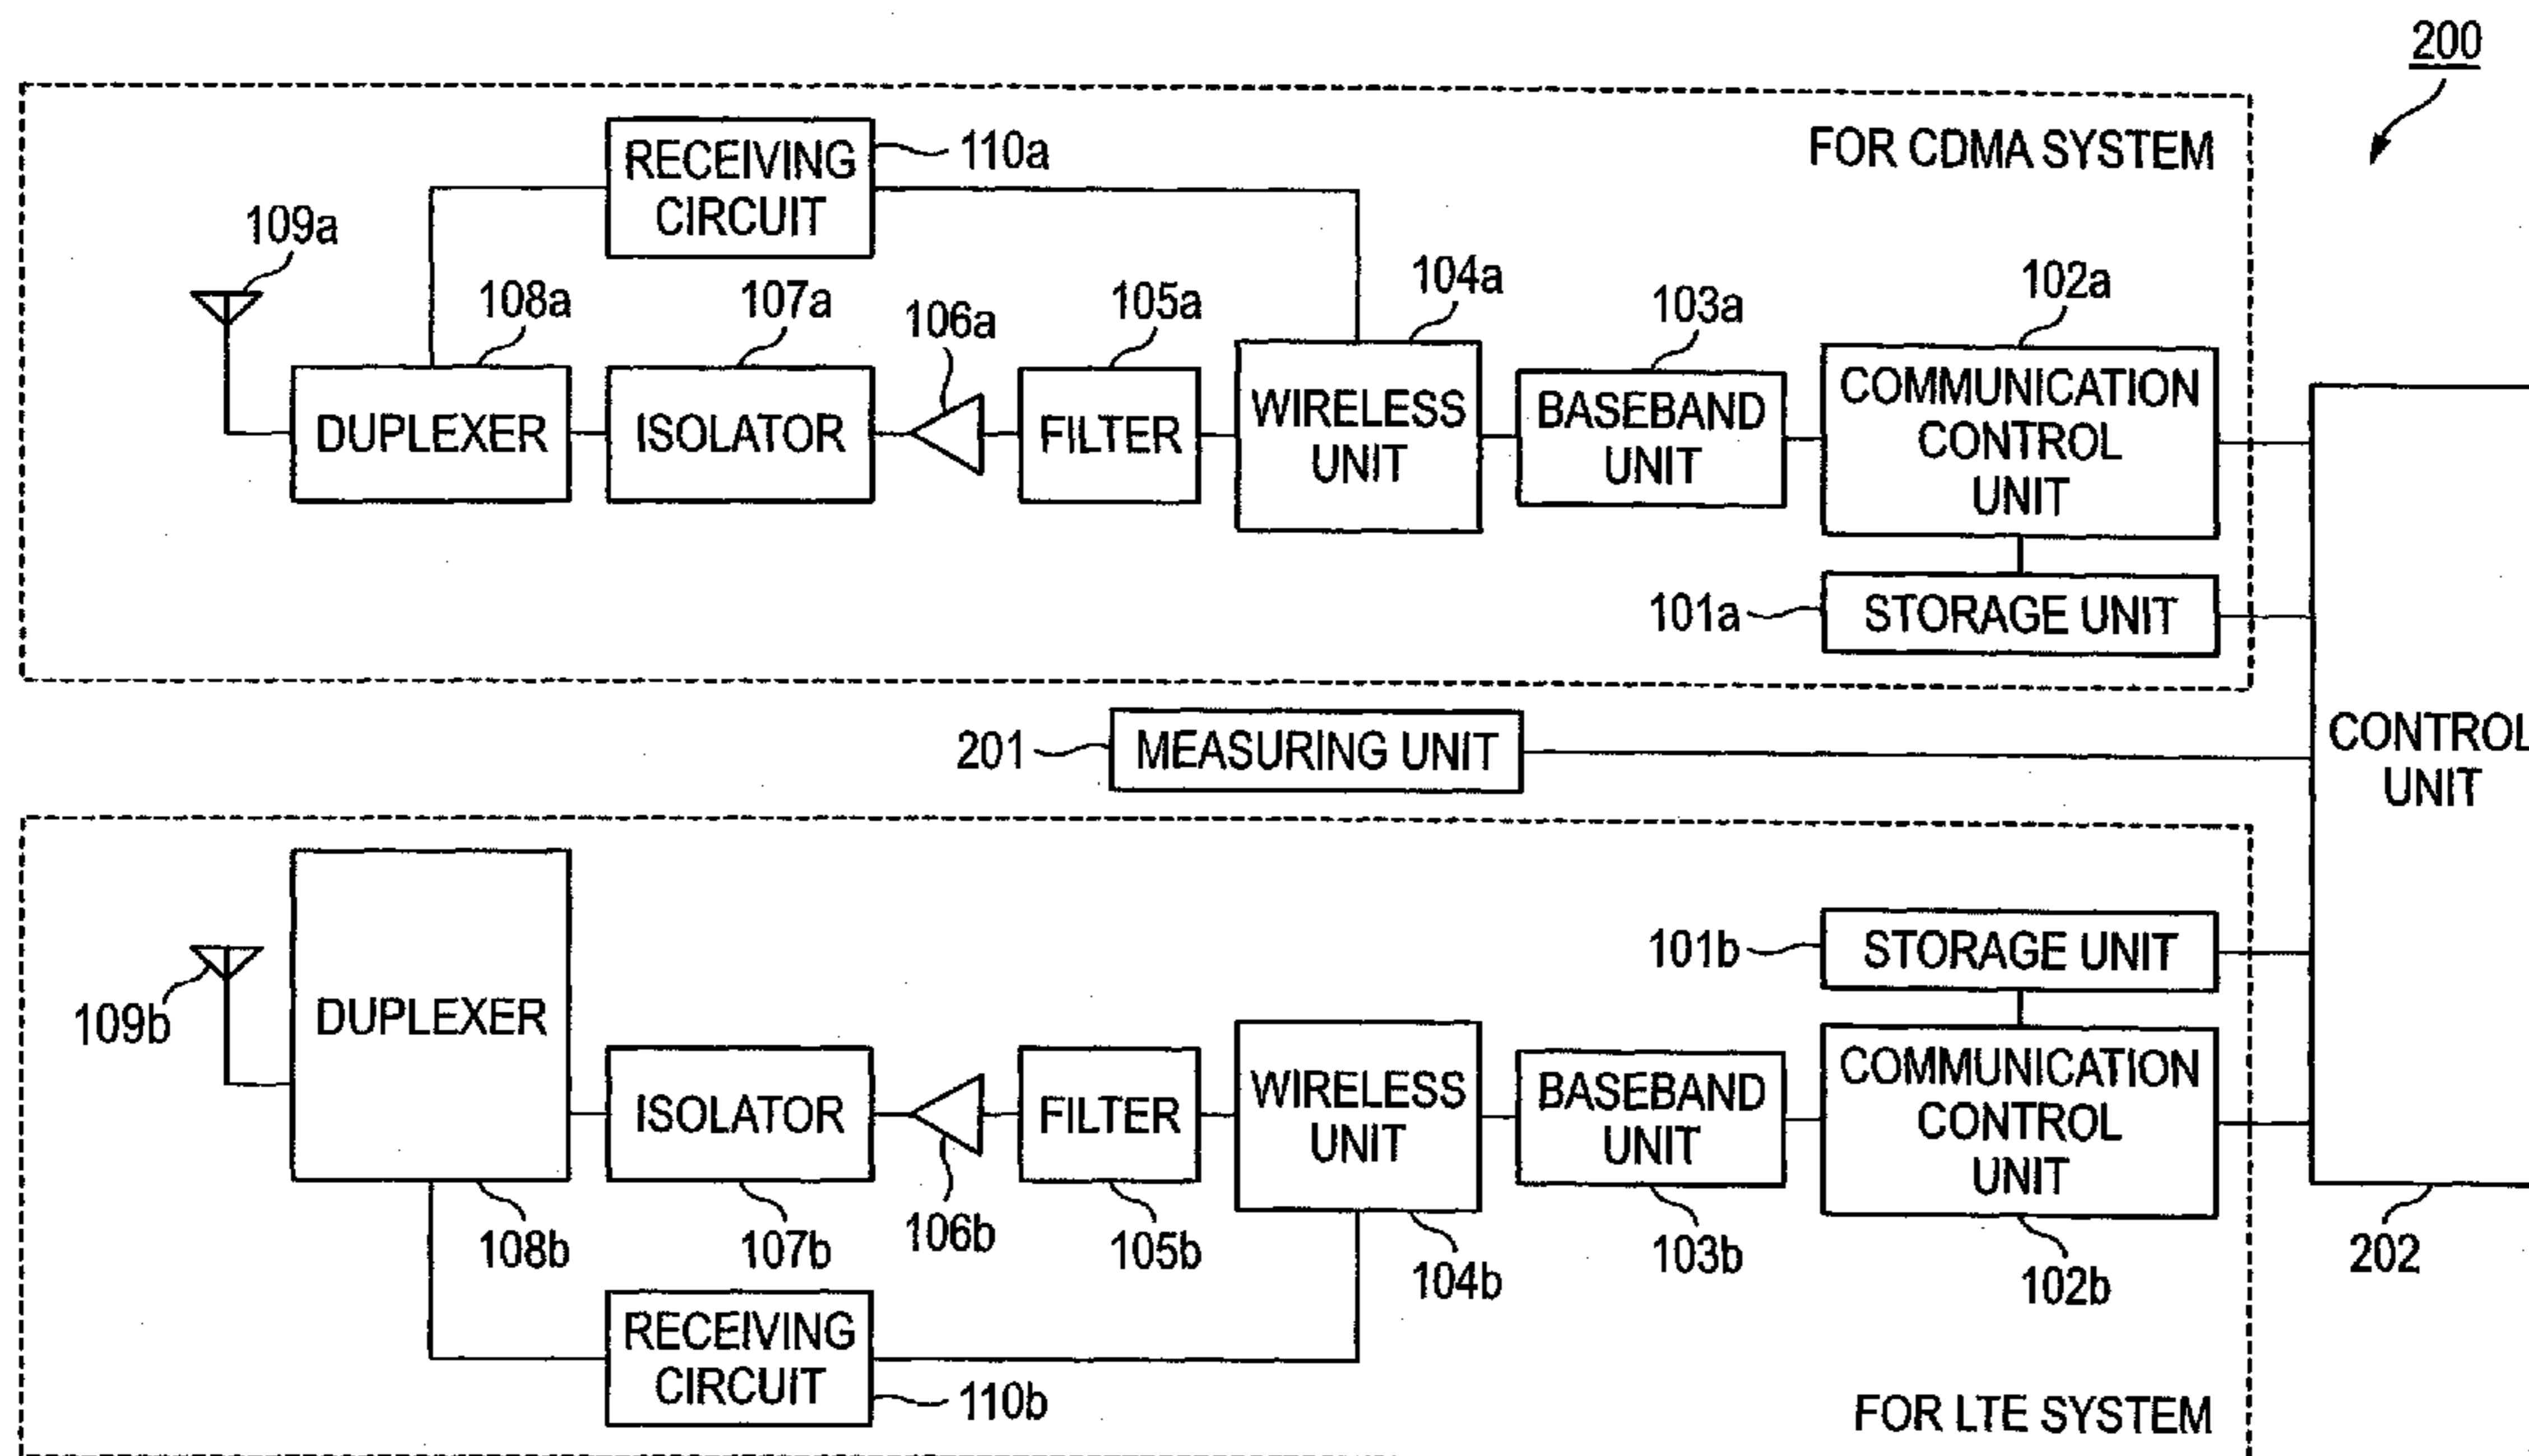 200
FOR CDMA SYSTEM
RECEIVING
CIRCUIT
110a
109a
108a
107a
106a
105a
104a
103a
102a
DUPLEXER
ISOLATOR
FILTER
WIRELESS
UNIT
BASEBAND
UNIT
COMMUNICATION
CONTROL
UNIT
101a
STORAGE UNIT
201
MEASURING UNIT
CONTROL
UNIT
101b
STORAGE UNIT
109b
DUPLEXER
ISOLATOR
FILTER
WIRELESS
UNIT
BASEBAND
UNIT
COMMUNICATION
CONTROL
UNIT
108b
107b
106b
105b
104b
103b
102b
202
RECEIVING
CIRCUIT
110b
FOR LTE SYSTEM